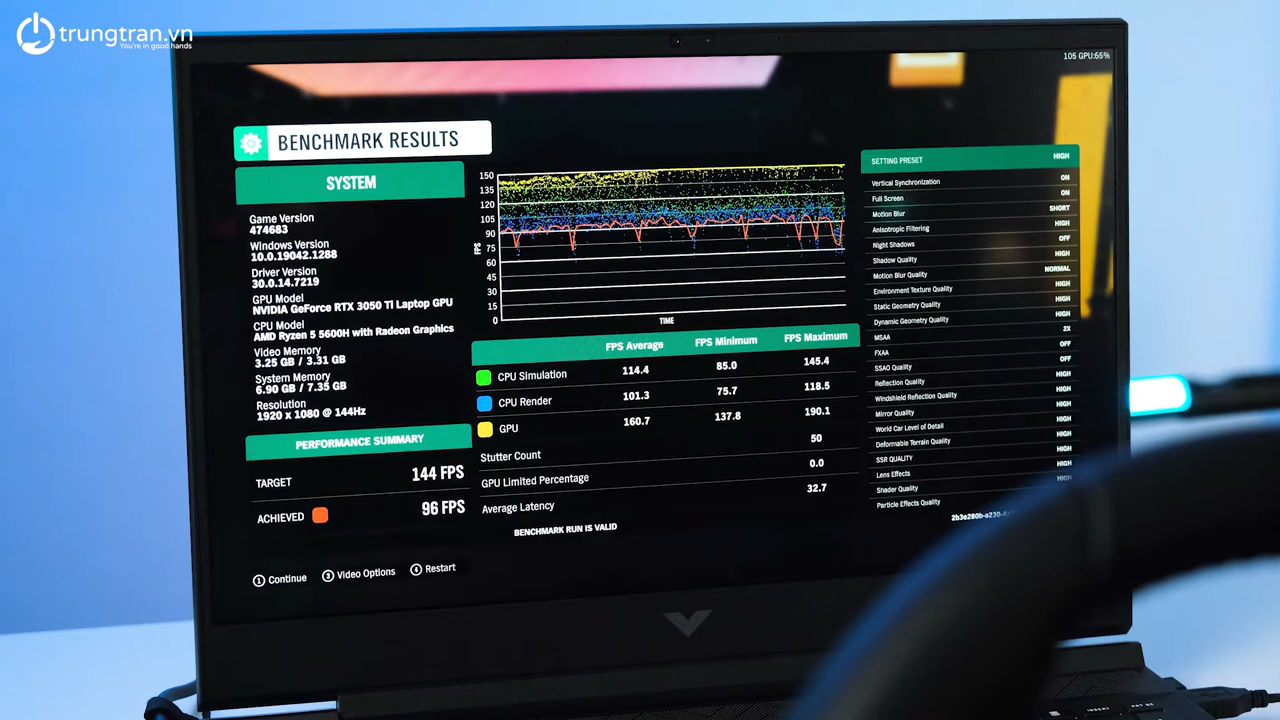 trungtran.vn
You're in good hands
105 GPU:65%
BENCHMARK RESULTS
SYSTEM
Game Version
474683
Windows Version
10.0.19042.1288
Driver Version
30.0.14.7219
GPU Model
NVIDIA GeForce RTX 3050 Ti Laptop GPU
CPU Model
AMD Ryzen 5 5600H with Radeon Graphics
Video Memory
3.25 GB / 3.31 GB
System Memory
6.90 GB / 7.35 GB
Resolution
1920 x 1080 @ 144Hz
PERFORMANCE SUMMARY
TARGET 144 FPS
ACHIEVED 96 FPS
1 Continue 3 Video Options 4 Restart
FPS
150
135
120
105
90
75
60
45
30
15
0
TIME
FPS Average FPS Minimum FPS Maximum
CPU Simulation 114.4 85.0 145.4
CPU Render 101.3 75.7 118.5
GPU 160.7 137.8 190.1
Stutter Count 50
GPU Limited Percentage 0.0
Average Latency 32.7
BENCHMARK RUN IS VALID
SETTING PRESET HIGH
Vertical Synchronization ON
Full Screen ON
Motion Blur SHORT
Anisotropic Filtering HIGH
Night Shadows OFF
Shadow Quality HIGH
Motion Blur Quality NORMAL
Environment Texture Quality HIGH
Static Geometry Quality HIGH
Dynamic Geometry Quality HIGH
MSAA 2X
FXAA OFF
SSAO Quality OFF
Reflection Quality HIGH
Windshield Reflection Quality HIGH
Mirror Quality HIGH
World Car Level of Detail HIGH
Deformable Terrain Quality HIGH
SSR QUALITY HIGH
Lens Effects HIGH
Shader Quality HIGH
Particle Effects Quality
2b3e280b-a230-
INSERT